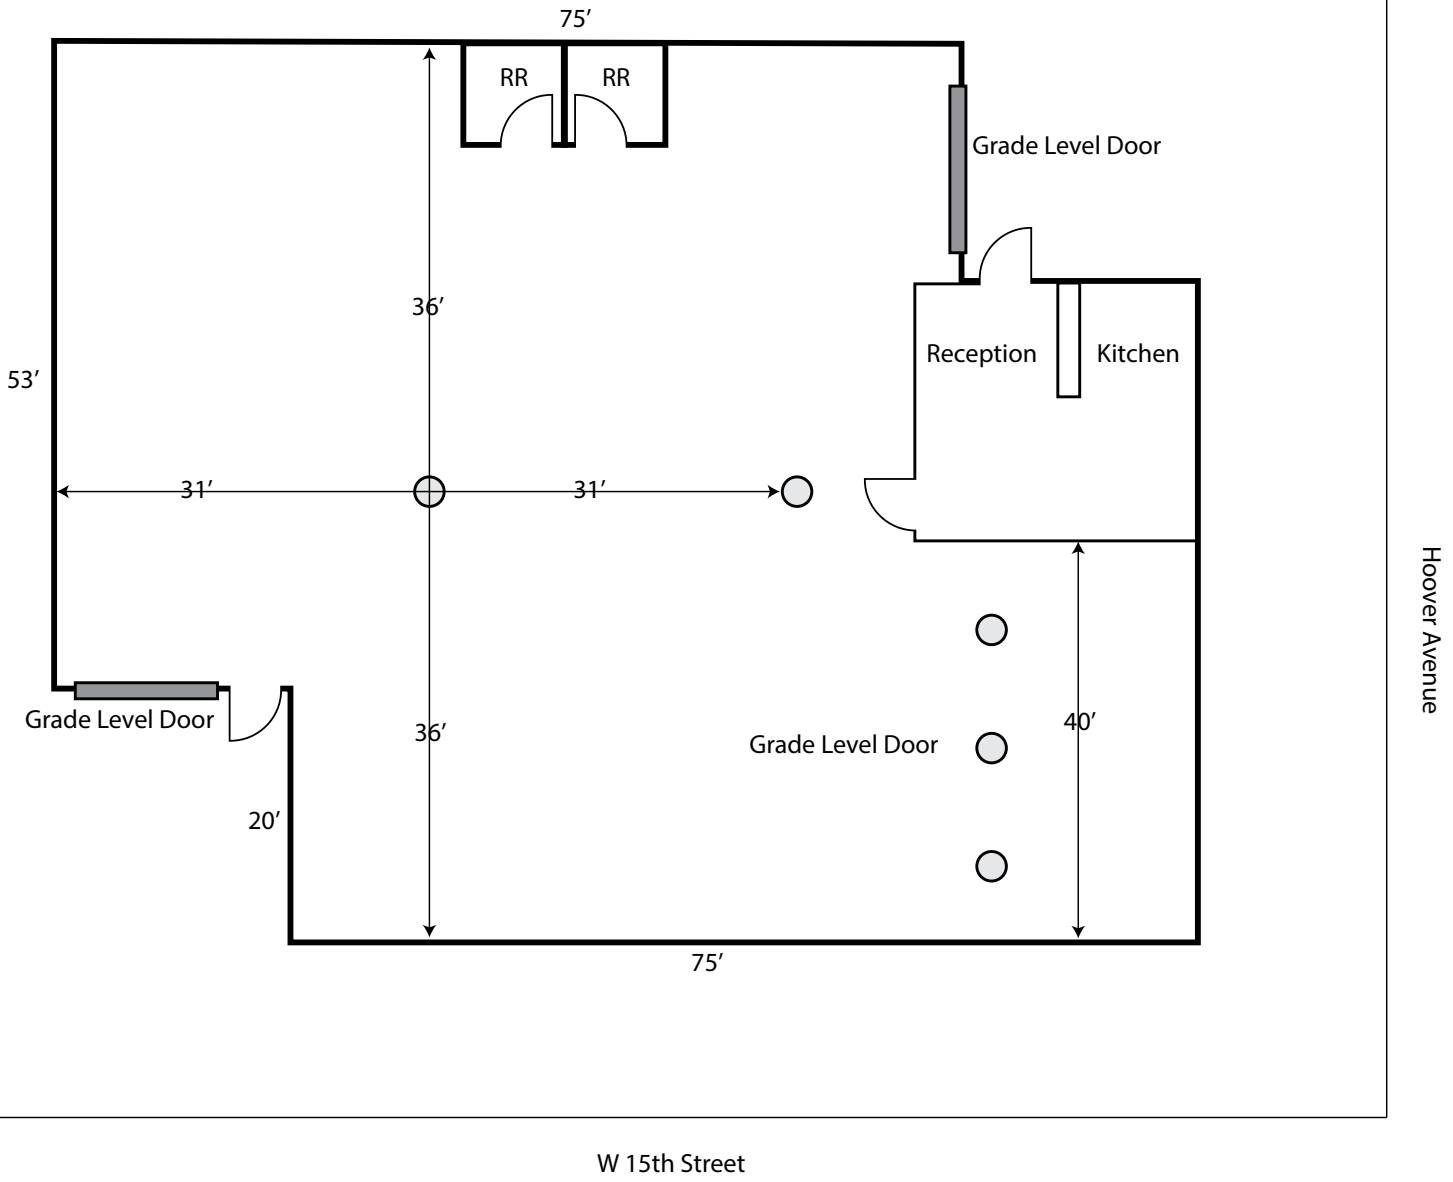 75′
RR
RR
Grade Level Door
36′
Reception
Kitchen
53′
31′
31′
Hoover Avenue
Grade Level Door
40′
36′
Grade Level Door
20′
75′
W 15th Street